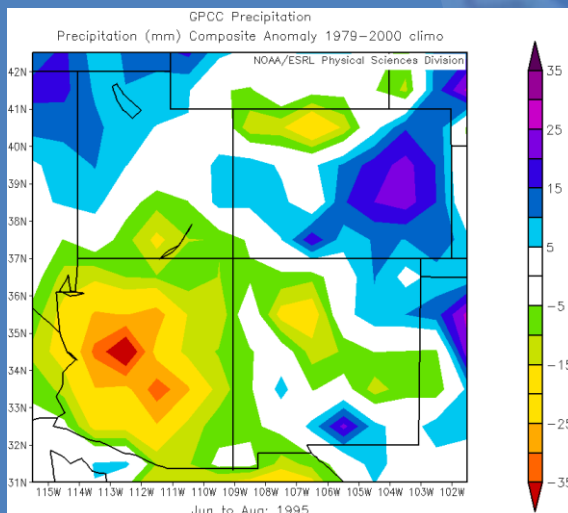 GPCC Precipitation
Precipitation (mm) Composite Anomaly 1979-2000 climo
NOAA/ESRL Physical Sciences Division
42N
41N
40N
39N
38N
37N
36N
35N
34N
33N
32N
31N
115W 114W 113W 112W 111W 110W 109W 108W 107W 106W 105W 104W 103W 102W
Jun to Aug: 1995
35
25
15
5
-5
-15
-25
-35